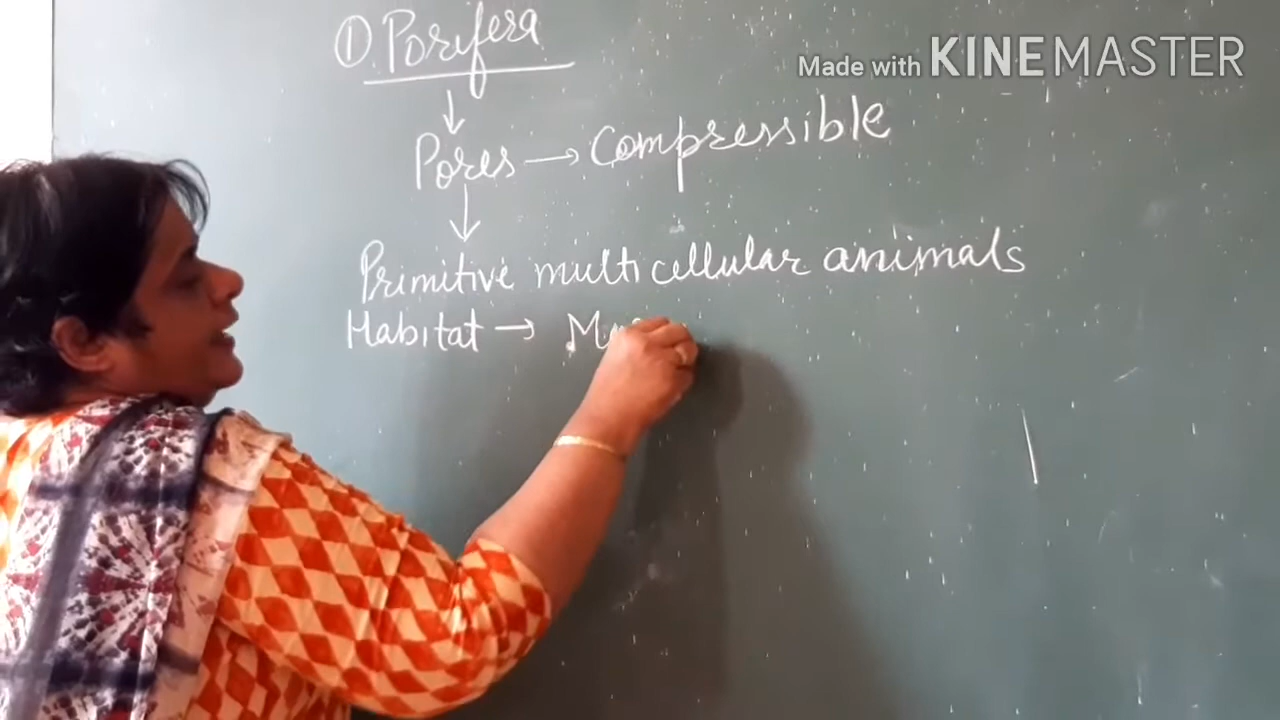 ① Porifera
Made with KINEMASTER
↓
Pores → Compressible
↓
Primitive multicellular animals
Habitat →